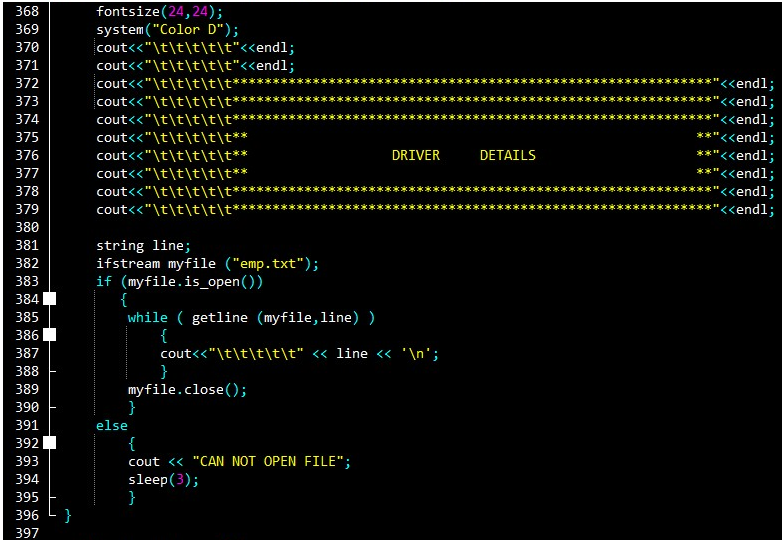 368 fontsize(24,24);
369 system("Color D");
370 cout<<"\t\t\t\t\t"<<endl;
371 cout<<"\t\t\t\t\t"<<endl;
372 cout<<"\t\t\t\t\t************************************************************"<<endl;
373 cout<<"\t\t\t\t\t************************************************************"<<endl;
374 cout<<"\t\t\t\t\t************************************************************"<<endl;
375 cout<<"\t\t\t\t\t**                                                        **"<<endl;
376 cout<<"\t\t\t\t\t**                  DRIVER     DETAILS                    **"<<endl;
377 cout<<"\t\t\t\t\t**                                                        **"<<endl;
378 cout<<"\t\t\t\t\t************************************************************"<<endl;
379 cout<<"\t\t\t\t\t************************************************************"<<endl;
380
381 string line;
382 ifstream myfile ("emp.txt");
383 if (myfile.is_open())
384 {
385 while ( getline (myfile,line) )
386 {
387 cout<<"\t\t\t\t\t" << line << '\n';
388 }
389 myfile.close();
390 }
391 else
392 {
393 cout << "CAN NOT OPEN FILE";
394 sleep(3);
395 }
396 }
397